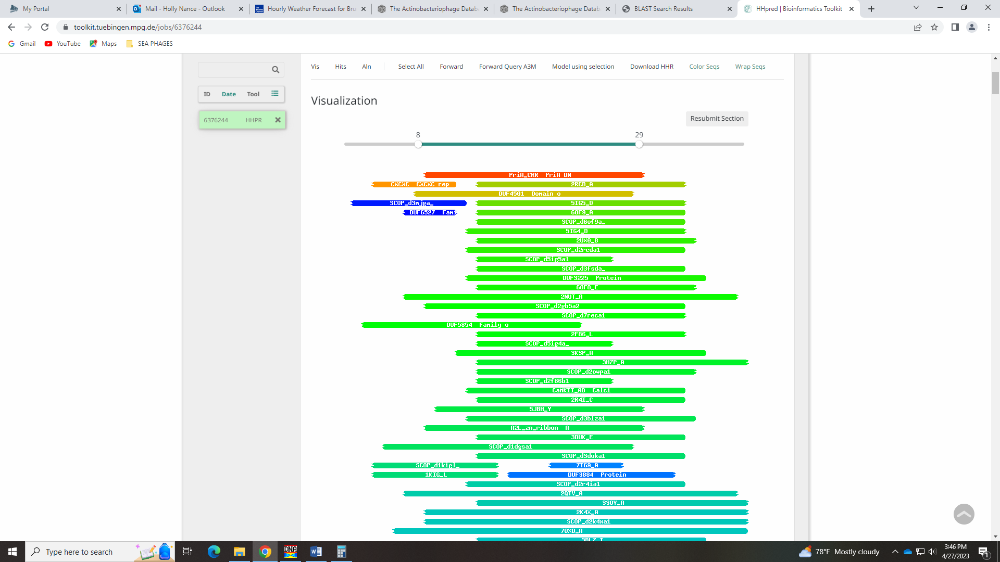 My Portal
Mail - Holly Nance - Outlook
Hourly Weather Forecast for Bru
The Actinobacteriophage Datab
The Actinobacteriophage Datab
BLAST Search Results
HHpred | Bioinformatics Toolkit
toolkit.tuebingen.mpg.de/jobs/6376244
Gmail YouTube Maps SEA PHAGES
Vis Hits Aln Select All Forward Forward Query A3M Model using selection Download HHR Color Seqs Wrap Seqs
ID Date Tool
6376244 HHPR
Visualization
Resubmit Section
8 29
PriA_CRR PriA DN
CXCXC CXCXC rep 2RCD_A
DUF4501 Domain o
SCOP_d3mjga_ 5IG5_D
DUF6527 Fami 6OF9_A
SCOP_d6of9a_
5IG4_D
2UX0_B
SCOP_d2rcda1
SCOP_d5ig5a1
SCOP_d3fsda_
DUF3225 Protein
6OF8_E
2NUT_A
SCOP_d2gb5a2
SCOP_d7reca1
DUF5854 Family o
2F86_L
SCOP_d5ig4a_
3KSP_A
3HZP_A
SCOP_d2owpa1
SCOP_d2f86b1
CaMKII_AD Calci
2R4I_C
5JBH_Y
SCOP_d3blza1
A2L_zn_ribbon A
3DUK_E
SCOP_d1dgsa1
SCOP_d3duka1
SCOP_d1kigl_ 7T69_A
1KIG_L DUF3884 Protein
SCOP_d2r4ia1
2QTV_A
3SOY_A
2K4X_A
SCOP_d2k4xa1
7OXD_A
3BLZ_I
Type here to search
DNA
78°F Mostly cloudy
3:46 PM
4/27/2023
1